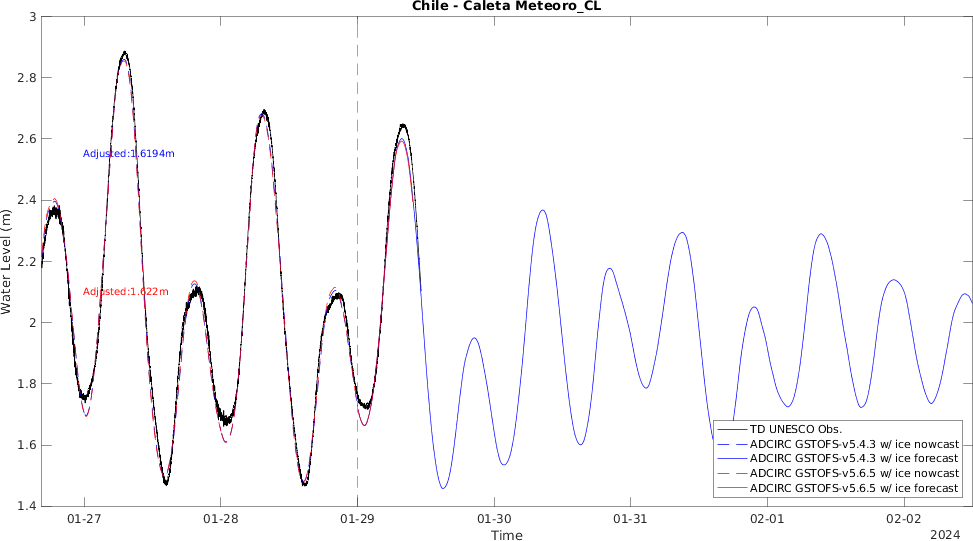 Chile - Caleta Meteoro_CL
3
2.8
2.6
2.4
2.2
2
1.8
1.6
1.4
Water Level (m)
Adjusted:1.6194m
Adjusted:1.622m
TD UNESCO Obs.
ADCIRC GSTOFS-v5.4.3 w/ ice nowcast
ADCIRC GSTOFS-v5.4.3 w/ ice forecast
ADCIRC GSTOFS-v5.6.5 w/ ice nowcast
ADCIRC GSTOFS-v5.6.5 w/ ice forecast
01-27 01-28 01-29 01-30 01-31 02-01 02-02
Time
2024